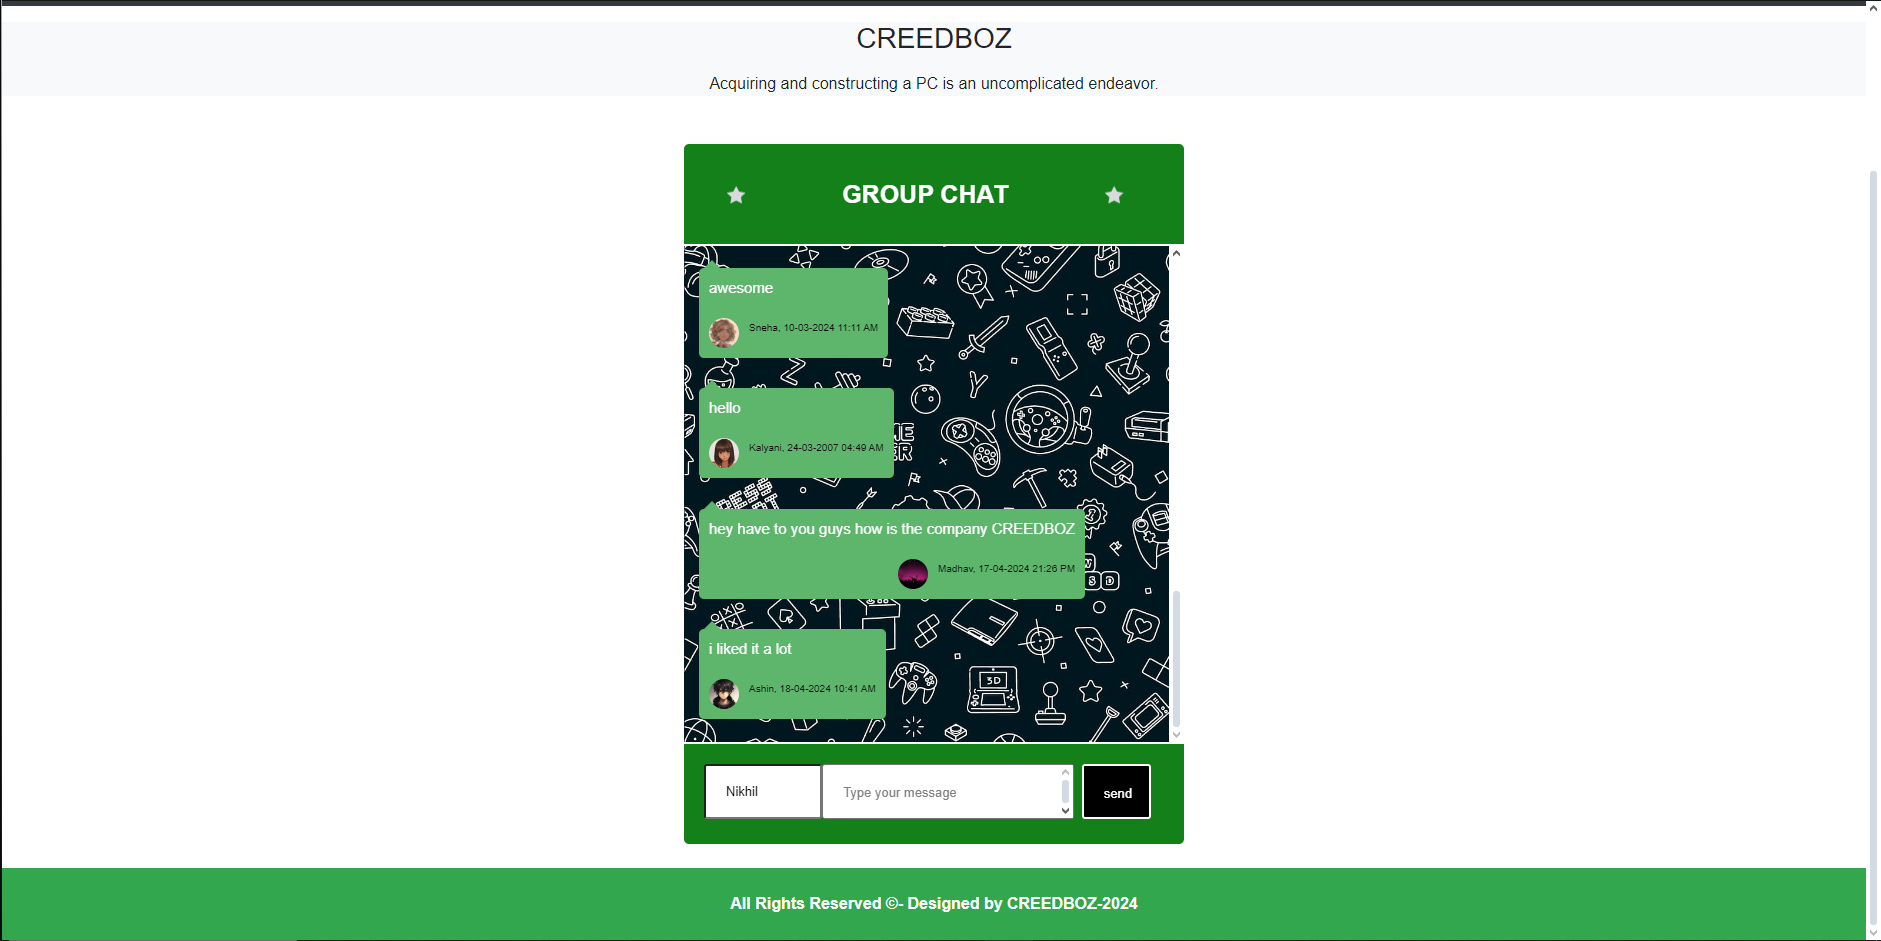 CREEDBOZ
Acquiring and constructing a PC is an uncomplicated endeavor.
GROUP CHAT
awesome
Sneha, 10-03-2024 11:11 AM
hello
Kalyani, 24-03-2007 04:49 AM
hey have to you guys how is the company CREEDBOZ
Madhav, 17-04-2024 21:26 PM
i liked it a lot
Ashin, 18-04-2024 10:41 AM
3D
Nikhil
Type your message
send
All Rights Reserved ©- Designed by CREEDBOZ-2024